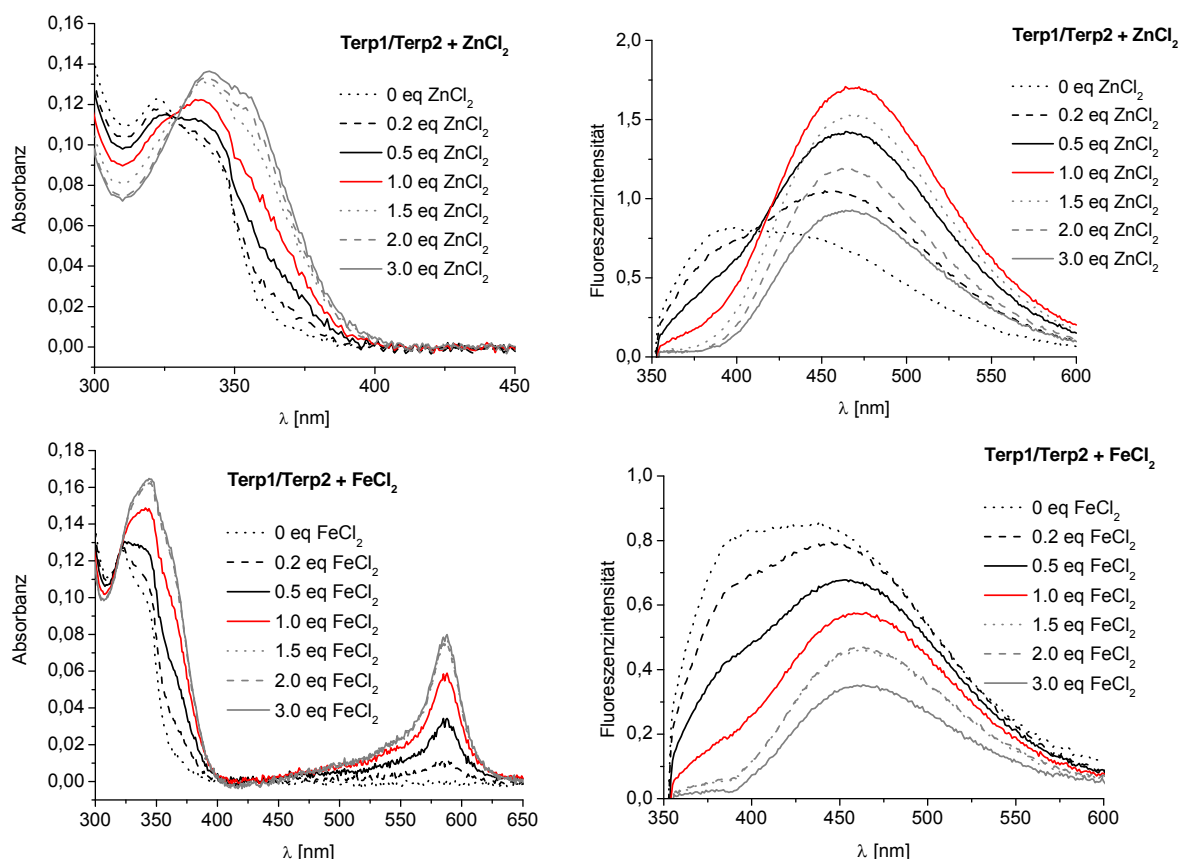 0,16
0,14
0,12
0,10
0,08
0,06
0,04
0,02
0,00
Absorbanz
300 350 400 450
λ [nm]
Terp1/Terp2 + ZnCl2
0 eq ZnCl2
0.2 eq ZnCl2
0.5 eq ZnCl2
1.0 eq ZnCl2
1.5 eq ZnCl2
2.0 eq ZnCl2
3.0 eq ZnCl2
2,0
1,5
1,0
0,5
0,0
Fluoreszenzintensität
350 400 450 500 550 600
λ [nm]
Terp1/Terp2 + ZnCl2
0 eq ZnCl2
0.2 eq ZnCl2
0.5 eq ZnCl2
1.0 eq ZnCl2
1.5 eq ZnCl2
2.0 eq ZnCl2
3.0 eq ZnCl2
0,18
0,16
0,14
0,12
0,10
0,08
0,06
0,04
0,02
0,00
Absorbanz
300 350 400 450 500 550 600 650
λ [nm]
Terp1/Terp2 + FeCl2
0 eq FeCl2
0.2 eq FeCl2
0.5 eq FeCl2
1.0 eq FeCl2
1.5 eq FeCl2
2.0 eq FeCl2
3.0 eq FeCl2
1,0
0,8
0,6
0,4
0,2
0,0
Fluoreszenzintensität
350 400 450 500 550 600
λ [nm]
Terp1/Terp2 + FeCl2
0 eq FeCl2
0.2 eq FeCl2
0.5 eq FeCl2
1.0 eq FeCl2
1.5 eq FeCl2
2.0 eq FeCl2
3.0 eq FeCl2